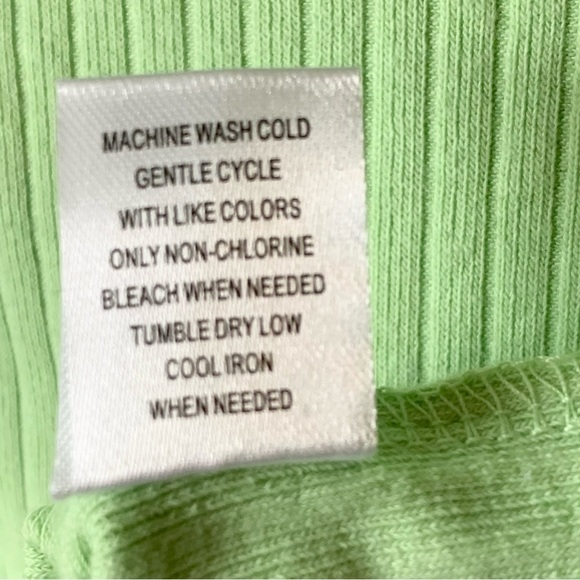 MACHINE WASH COLD
GENTLE CYCLE
WITH LIKE COLORS
ONLY NON-CHLORINE
BLEACH WHEN NEEDED
TUMBLE DRY LOW
COOL IRON
WHEN NEEDED